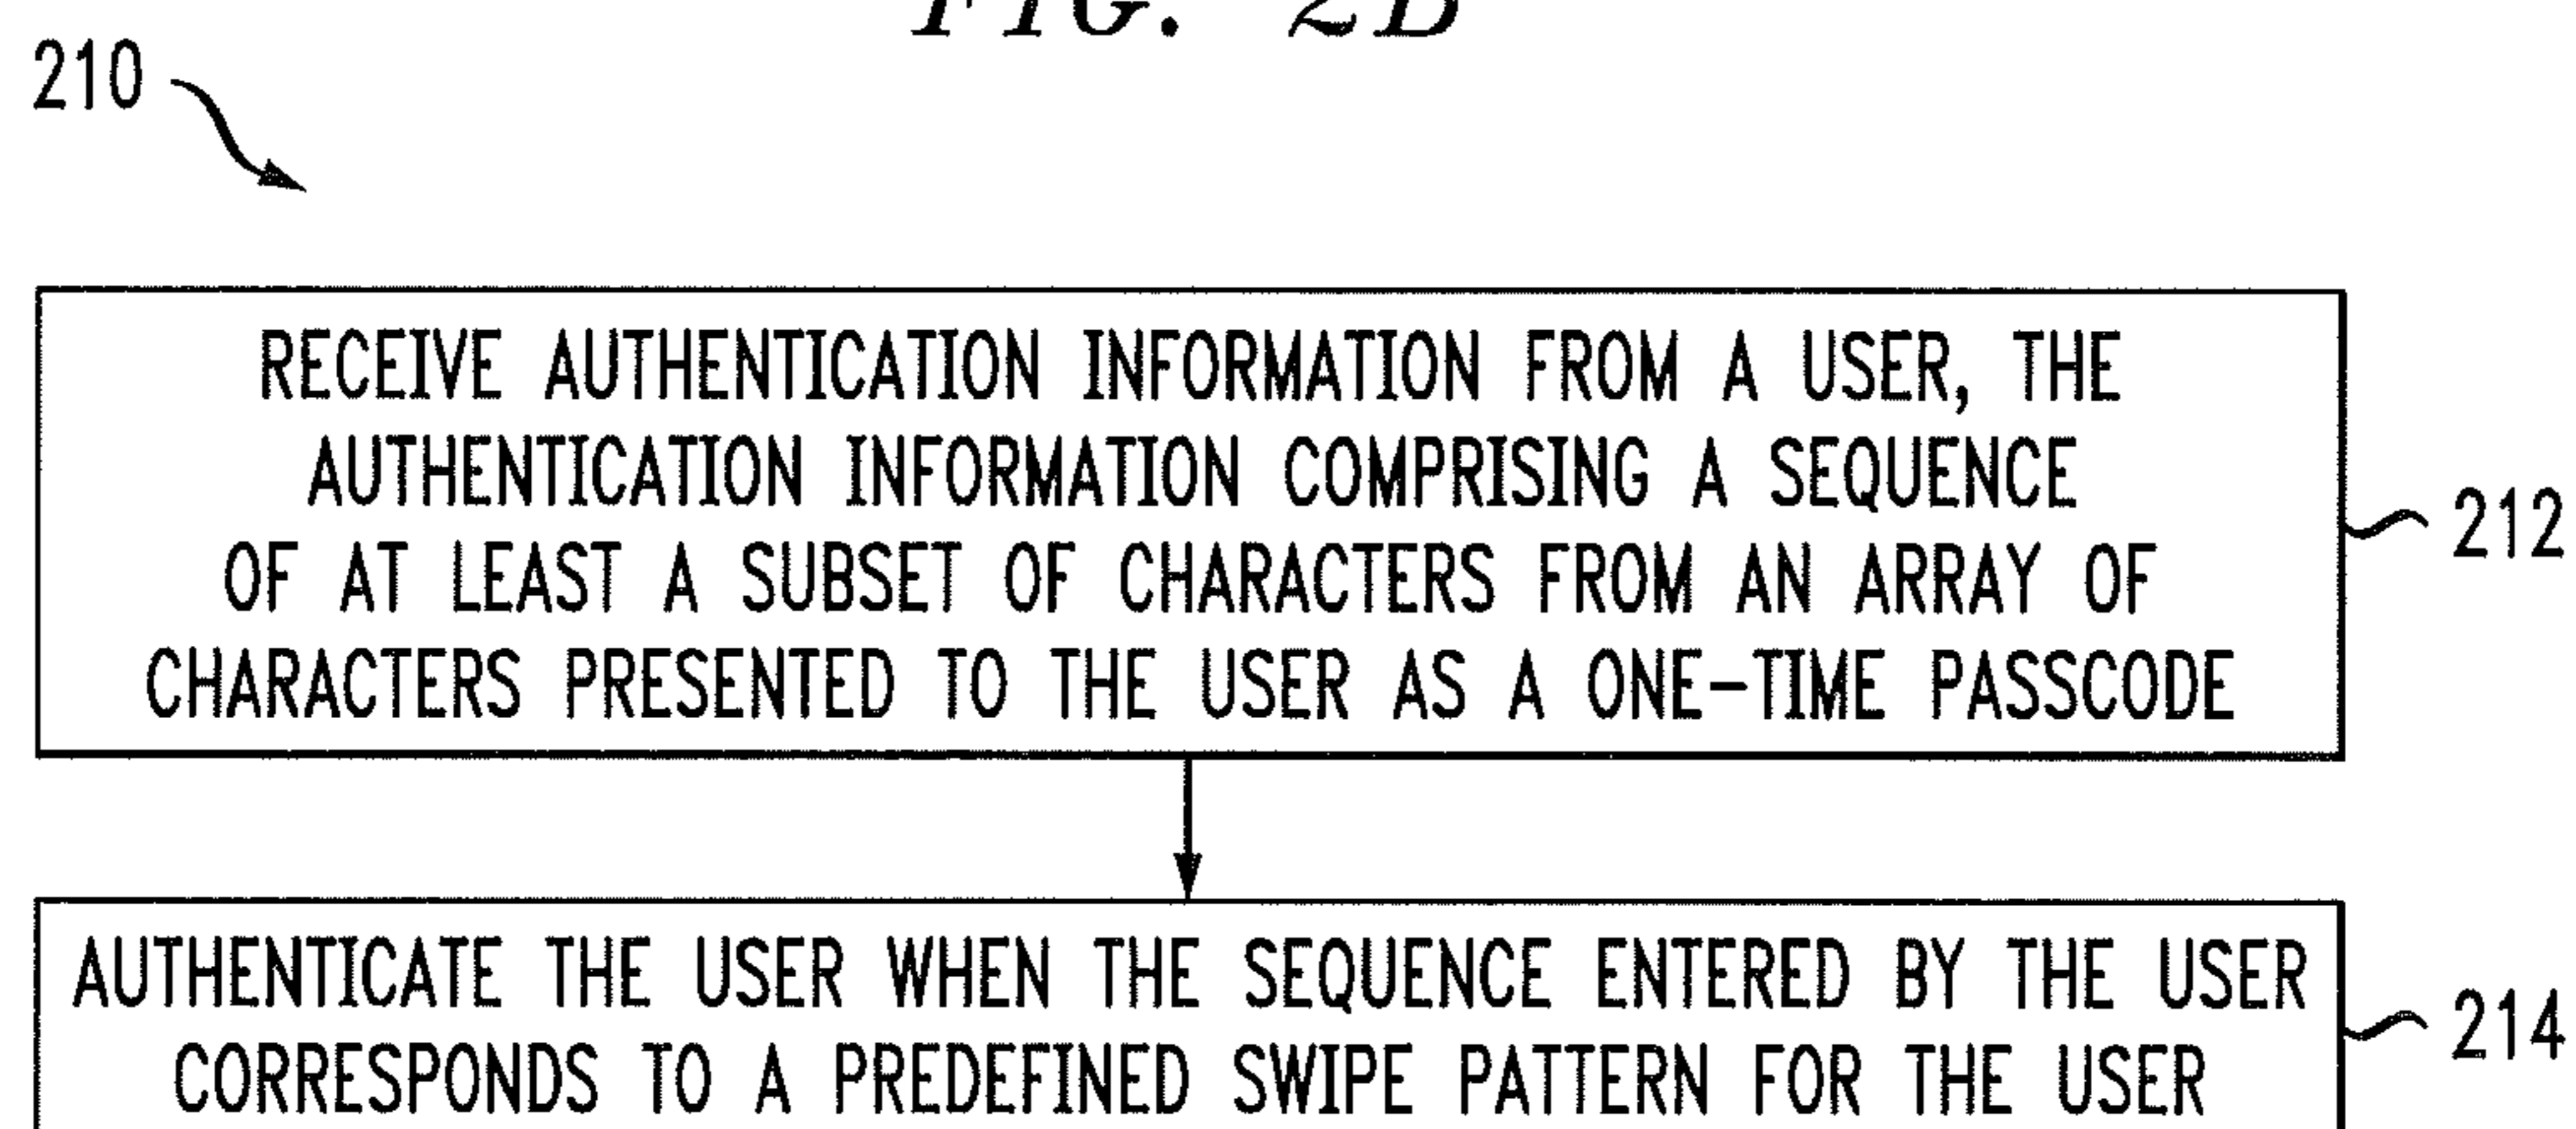 FIG. 2B
210
RECEIVE AUTHENTICATION INFORMATION FROM A USER, THE
AUTHENTICATION INFORMATION COMPRISING A SEQUENCE
OF AT LEAST A SUBSET OF CHARACTERS FROM AN ARRAY OF
CHARACTERS PRESENTED TO THE USER AS A ONE-TIME PASSCODE
212
AUTHENTICATE THE USER WHEN THE SEQUENCE ENTERED BY THE USER
CORRESPONDS TO A PREDEFINED SWIPE PATTERN FOR THE USER
214